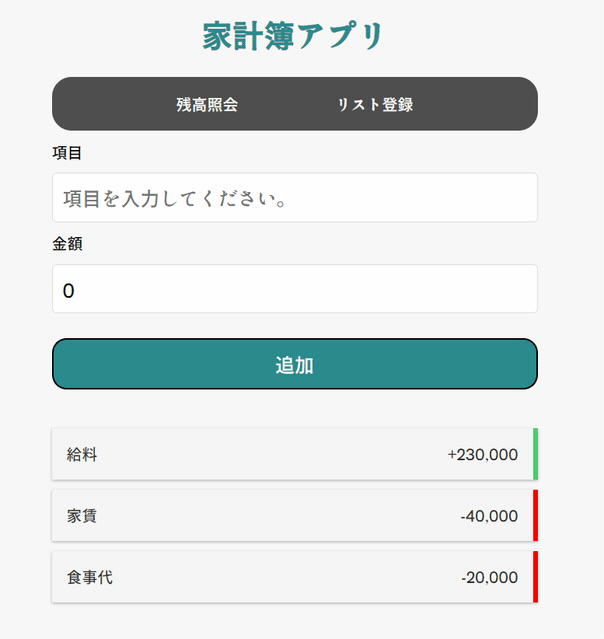 家計簿アプリ
残高照会 リスト登録
項目
項目を入力してください。
金額
0
追加
給料 +230,000
家賃 -40,000
食事代 -20,000